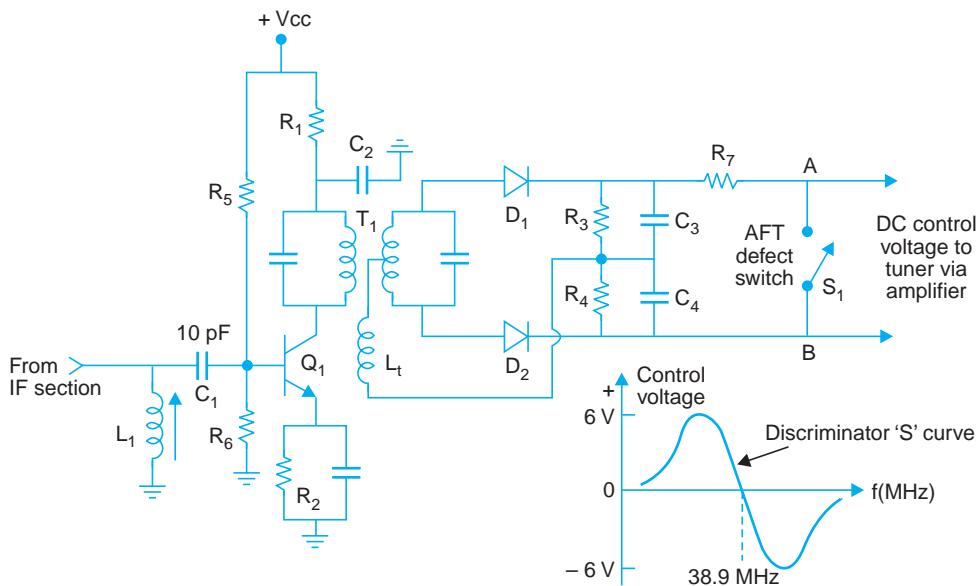 + Vcc
R1
C2
R5
R7
A
T1
D1
R3
C3
AFT
defect
switch
S1
DC control
voltage to
tuner via
amplifier
R4
C4
10 pF
From
IF section
C1
Q1
Lt
D2
B
L1
R6
R2
+
Control
voltage
6 V
Discriminator ‘S’ curve
0
f(MHz)
– 6 V
38.9 MHz